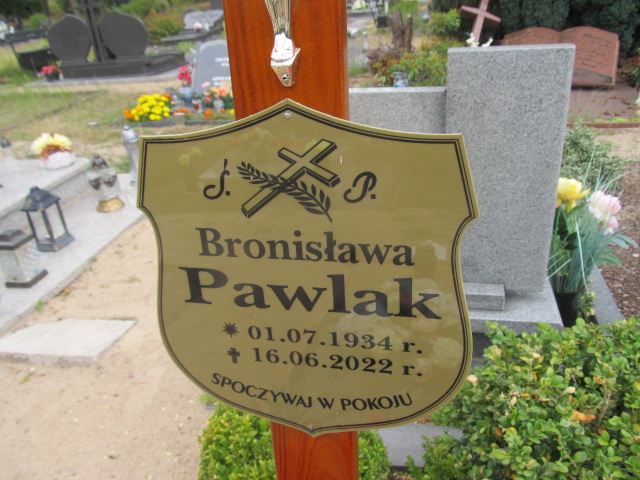 Ś. P.
Bronisława
Pawlak
* 01.07.1934 r.
✝ 16.06.2022 r.
SPOCZYWAJ W POKOJU